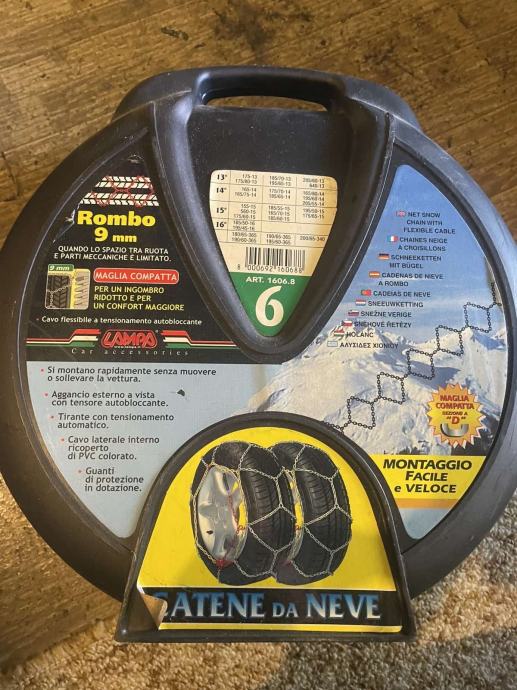 Rombo
9 mm
QUANDO LO SPAZIO TRA RUOTA
E PARTI MECCANICHE E LIMITATO.
9 mm
MAGLIA COMPATTA
PER UN INGOMBRO
RIDOTTO E PER
UN CONFORT MAGGIORE
• Cavo flessibile a tensionamento autobloccante
LAMPA
Car accessories
• Si montano rapidamente senza muovere
o sollevare la vettura.
• Aggancio esterno a vista
con tensore autobloccante.
• Tirante con tensionamento
automatico.
• Cavo laterale interno
ricoperto
di PVC colorato.
• Guanti
di protezione
in dotazione.
13"
14"
15"
16"
ART. 1606.8
6
NET SNOW
CHAIN WITH
FLEXIBLE CABLE
CHAINES NEIGE
A CROISILLONS
SCHNEEKETTEN
MIT BÜGEL
CADENAS DE NIEVE
A ROMBO
CADEIAS DE NEVE
SNEEUWKETTING
SNEŽNE VERIGE
SNEHOVÉ ŘETĚZY
HÓLÁNC
ΑΛΥΣΙΔΕΣ ΧΙΟΝΙΟΥ
MAGLIA
COMPATTA
SEZIONE A
"D"
MONTAGGIO
FACILE
e VELOCE
CATENE DA NEVE